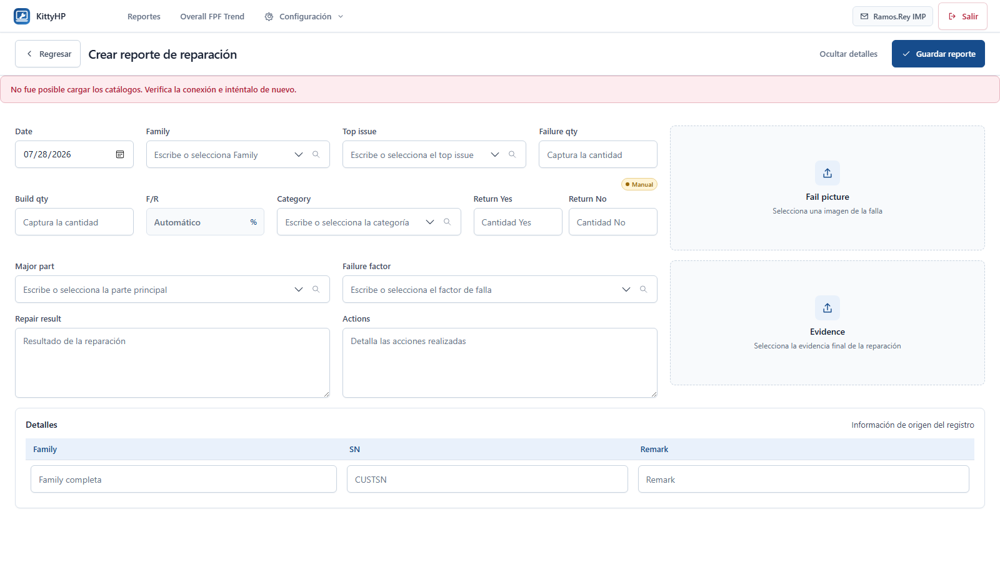 KittyHP
Reportes
Overall FPF Trend
Configuración
Ramos.Rey IMP
Salir
Regresar
Crear reporte de reparación
Ocultar detalles
Guardar reporte
No fue posible cargar los catálogos. Verifica la conexión e inténtalo de nuevo.
Date
Family
Top issue
Failure qty
07/28/2026
Escribe o selecciona Family
Escribe o selecciona el top issue
Captura la cantidad
Manual
Build qty
F/R
Category
Return Yes
Return No
Captura la cantidad
Automático %
Escribe o selecciona la categoría
Cantidad Yes
Cantidad No
Fail picture
Selecciona una imagen de la falla
Major part
Failure factor
Escribe o selecciona la parte principal
Escribe o selecciona el factor de falla
Repair result
Actions
Resultado de la reparación
Detalla las acciones realizadas
Evidence
Selecciona la evidencia final de la reparación
Detalles
Información de origen del registro
Family
SN
Remark
Family completa
CUSTSN
Remark